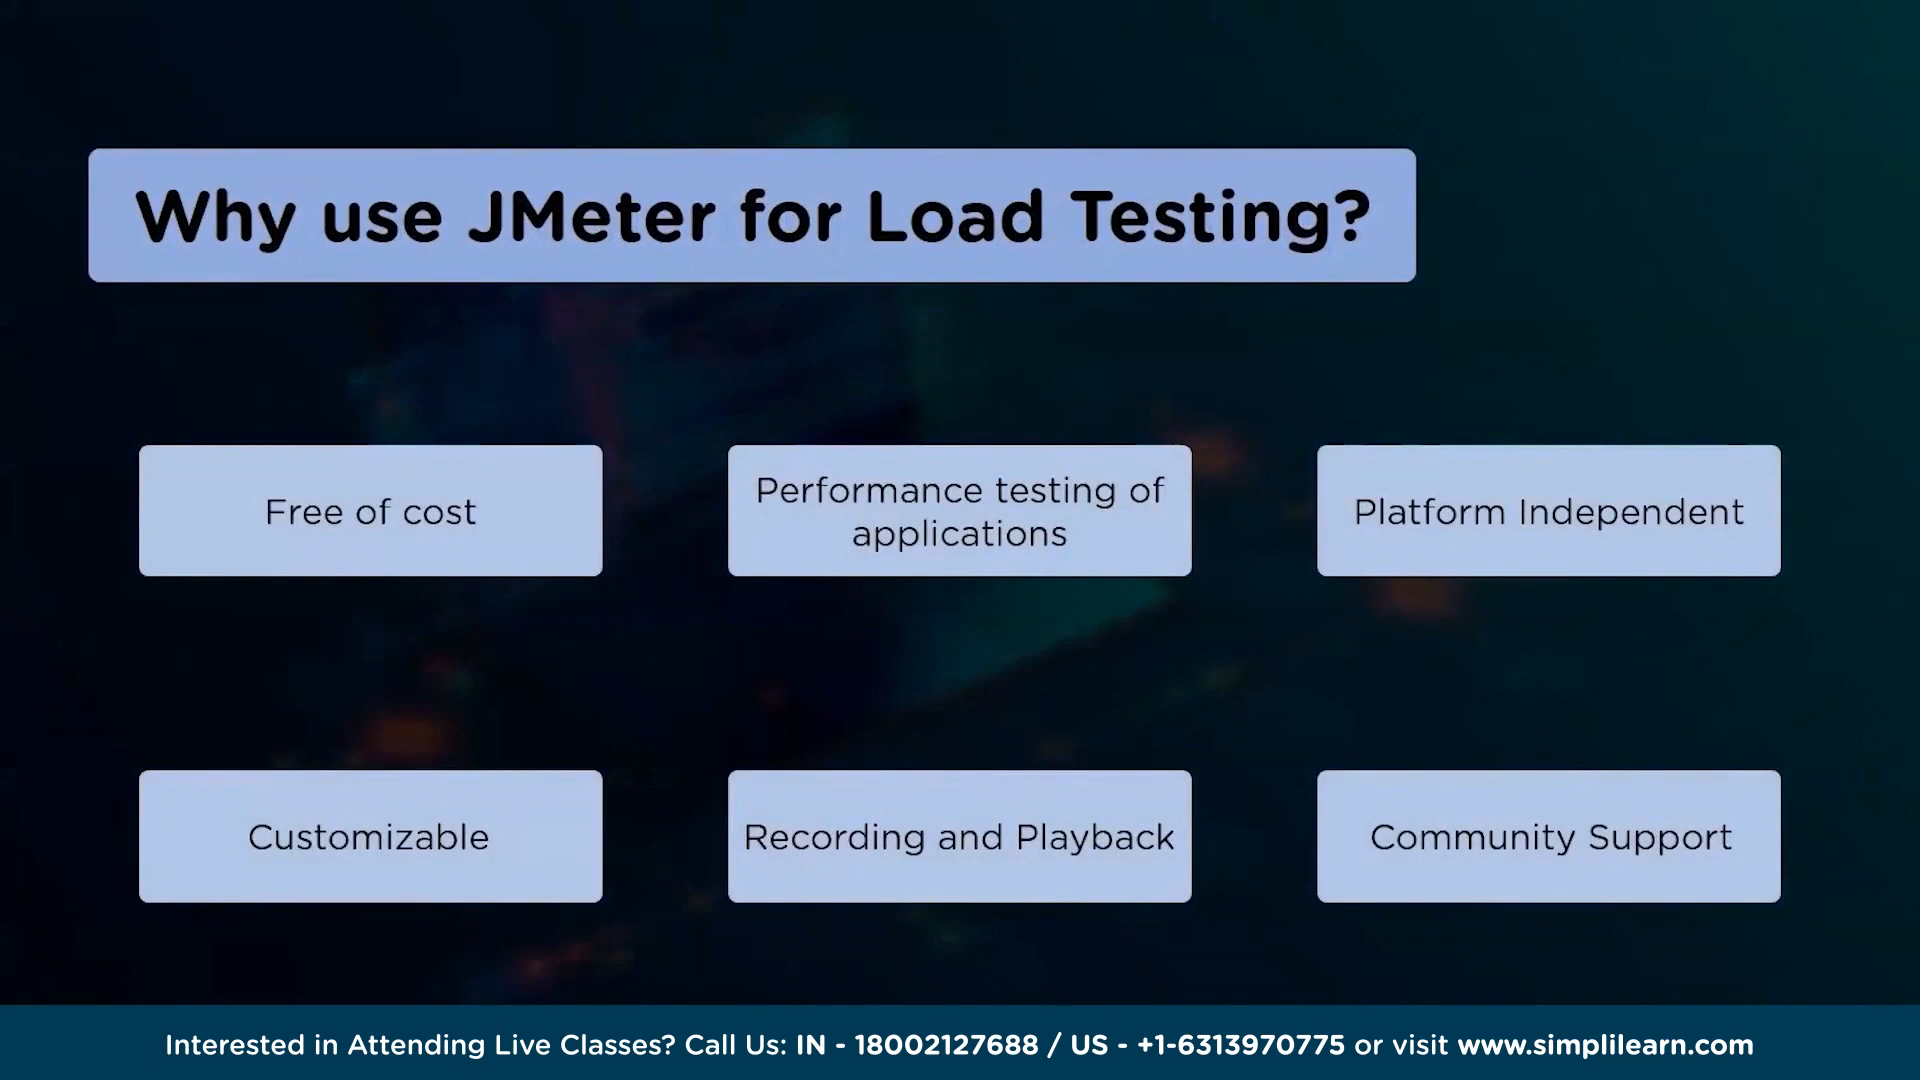 Why use JMeter for Load Testing?
Free of cost
Performance testing of
applications
Platform Independent
Customizable
Recording and Playback
Community Support
Interested in Attending Live Classes? Call Us: IN - 18002127688 / US - +1-6313970775 or visit www.simplilearn.com